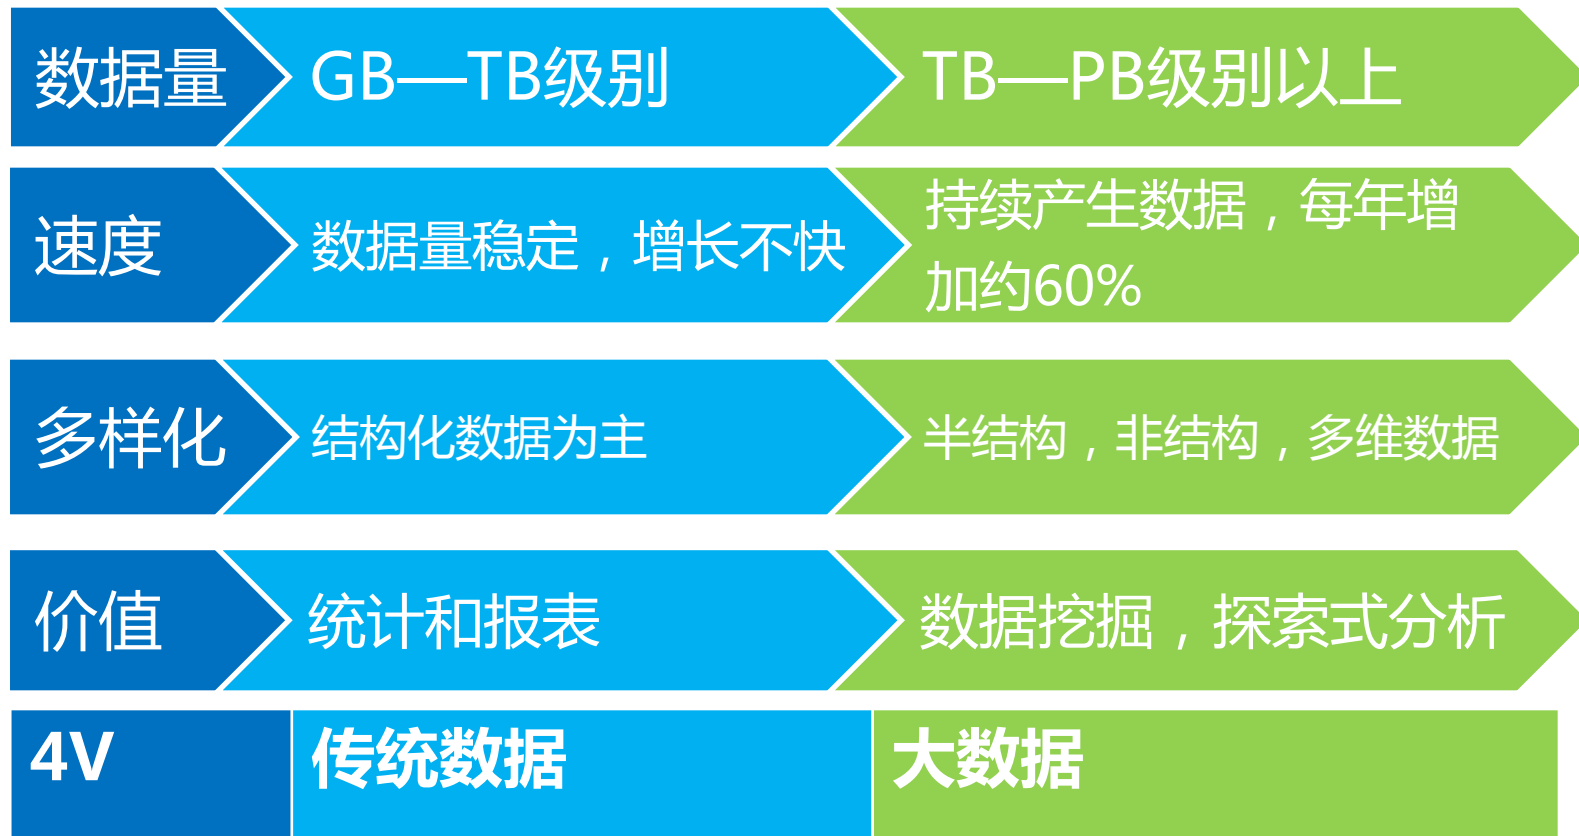 数据量
GB—TB级别
TB—PB级别以上
速度
数据量稳定，增长不快
持续产生数据，每年增
加约60%
多样化
结构化数据为主
半结构，非结构，多维数据
价值
统计和报表
数据挖掘，探索式分析
4V
传统数据
大数据